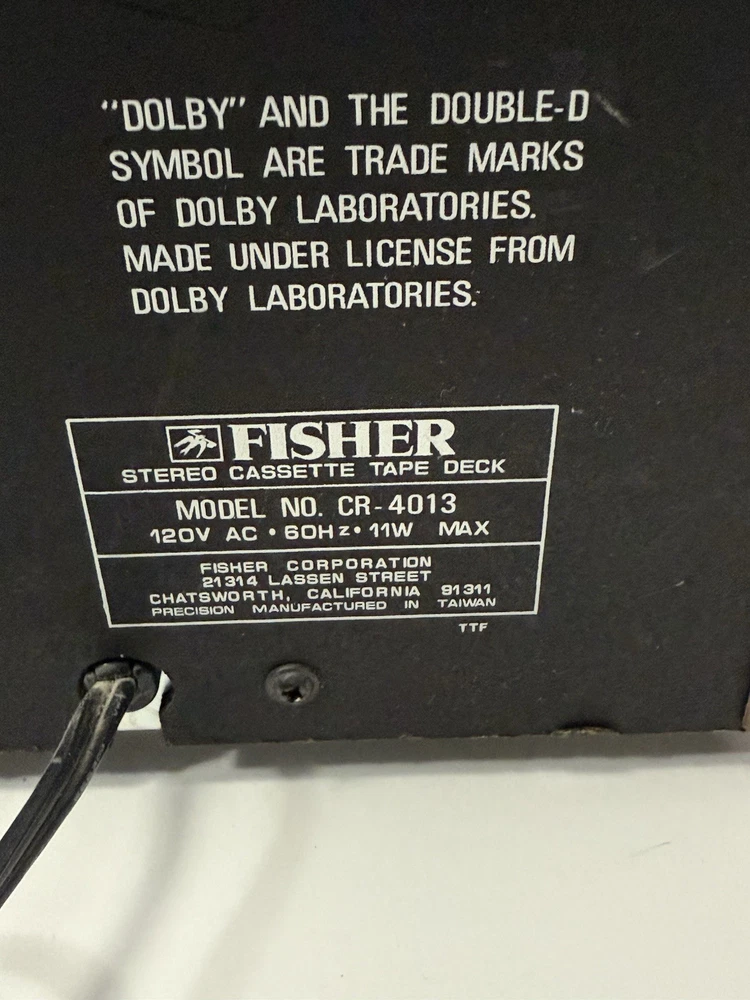 "DOLBY" AND THE DOUBLE-D
SYMBOL ARE TRADE MARKS
OF DOLBY LABORATORIES.
MADE UNDER LICENSE FROM
DOLBY LABORATORIES.
FISHER
STEREO CASSETTE TAPE DECK
MODEL NO. CR-4013
120V AC • 60Hz • 11W MAX
FISHER CORPORATION
21314 LASSEN STREET
CHATSWORTH, CALIFORNIA 91311
PRECISION MANUFACTURED IN TAIWAN
TTF